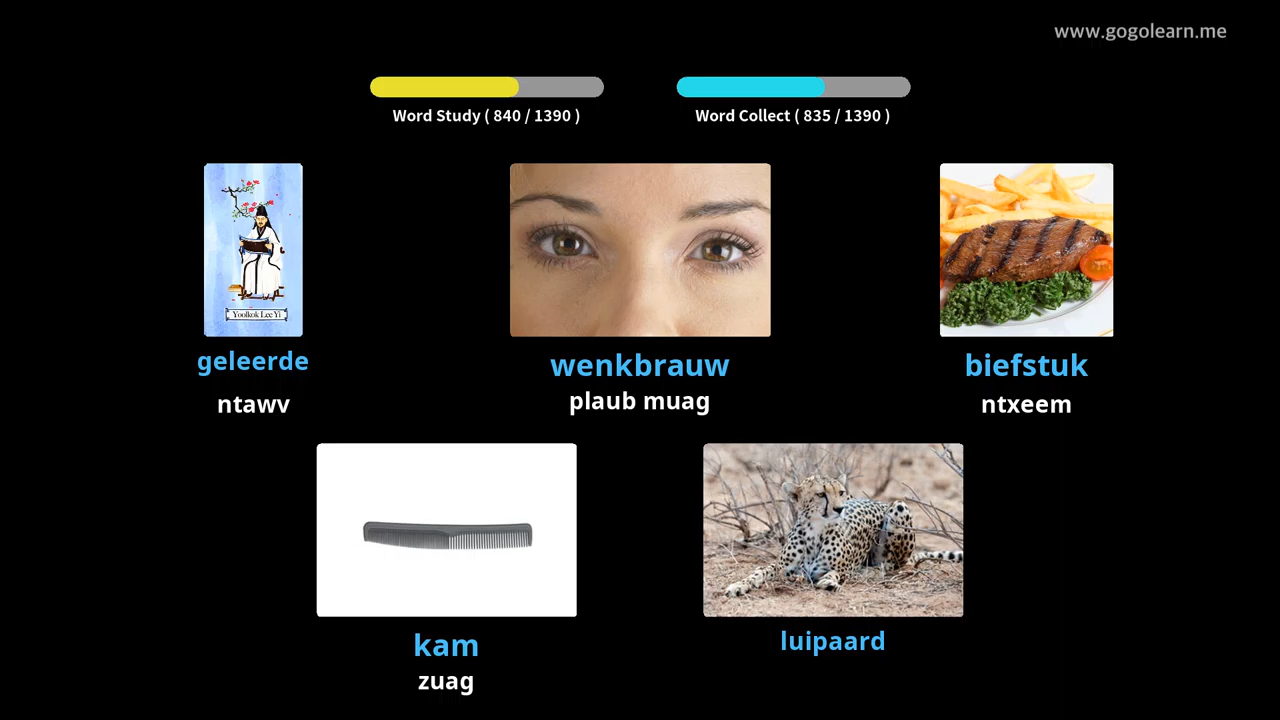 www.gogolearn.me
Word Study ( 840 / 1390 )
Word Collect ( 835 / 1390 )
Yoolkok Lee Yi
geleerde
wenkbrauw
biefstuk
ntawv
plaub muag
ntxeem
kam
luipaard
zuag